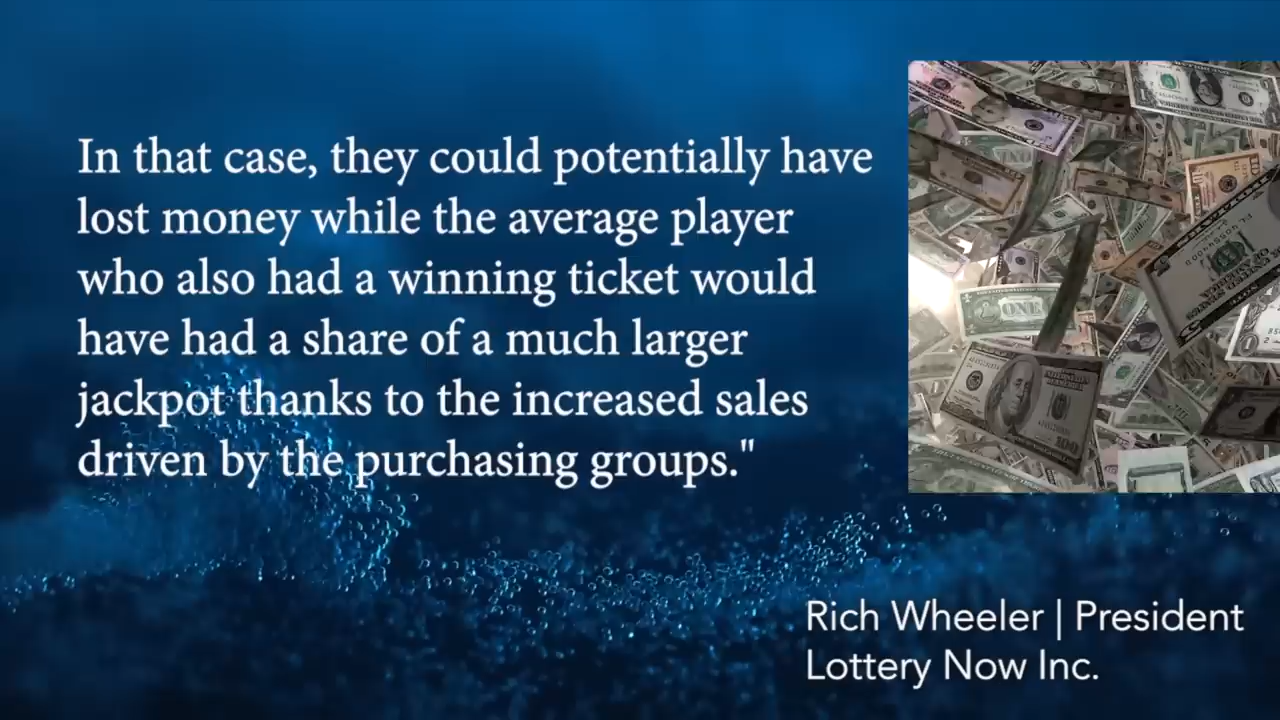 In that case, they could potentially have
lost money while the average player
who also had a winning ticket would
have had a share of a much larger
jackpot thanks to the increased sales
driven by the purchasing groups."
Rich Wheeler | President
Lottery Now Inc.
ONE
100